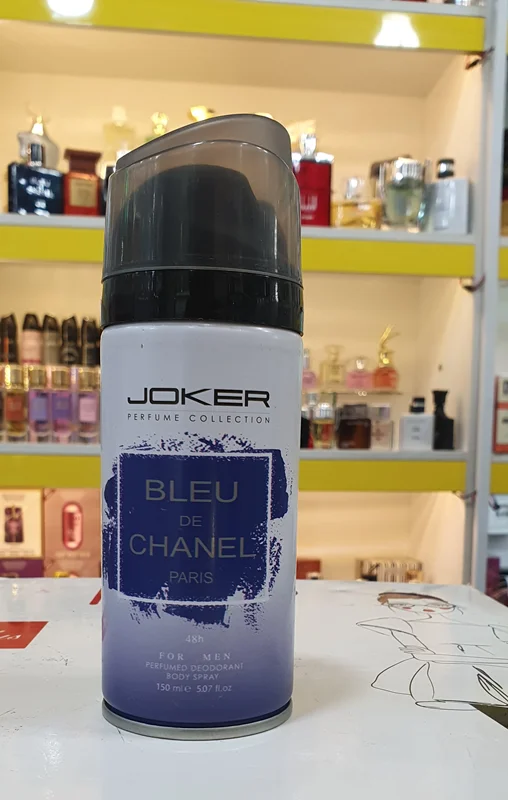 JOKER
PERFUME COLLECTION
BLEU
DE
CHANEL
PARIS
48h
FOR MEN
PERFUMED DEODORANT
BODY SPRAY
150 ml e 5.07 fl.oz